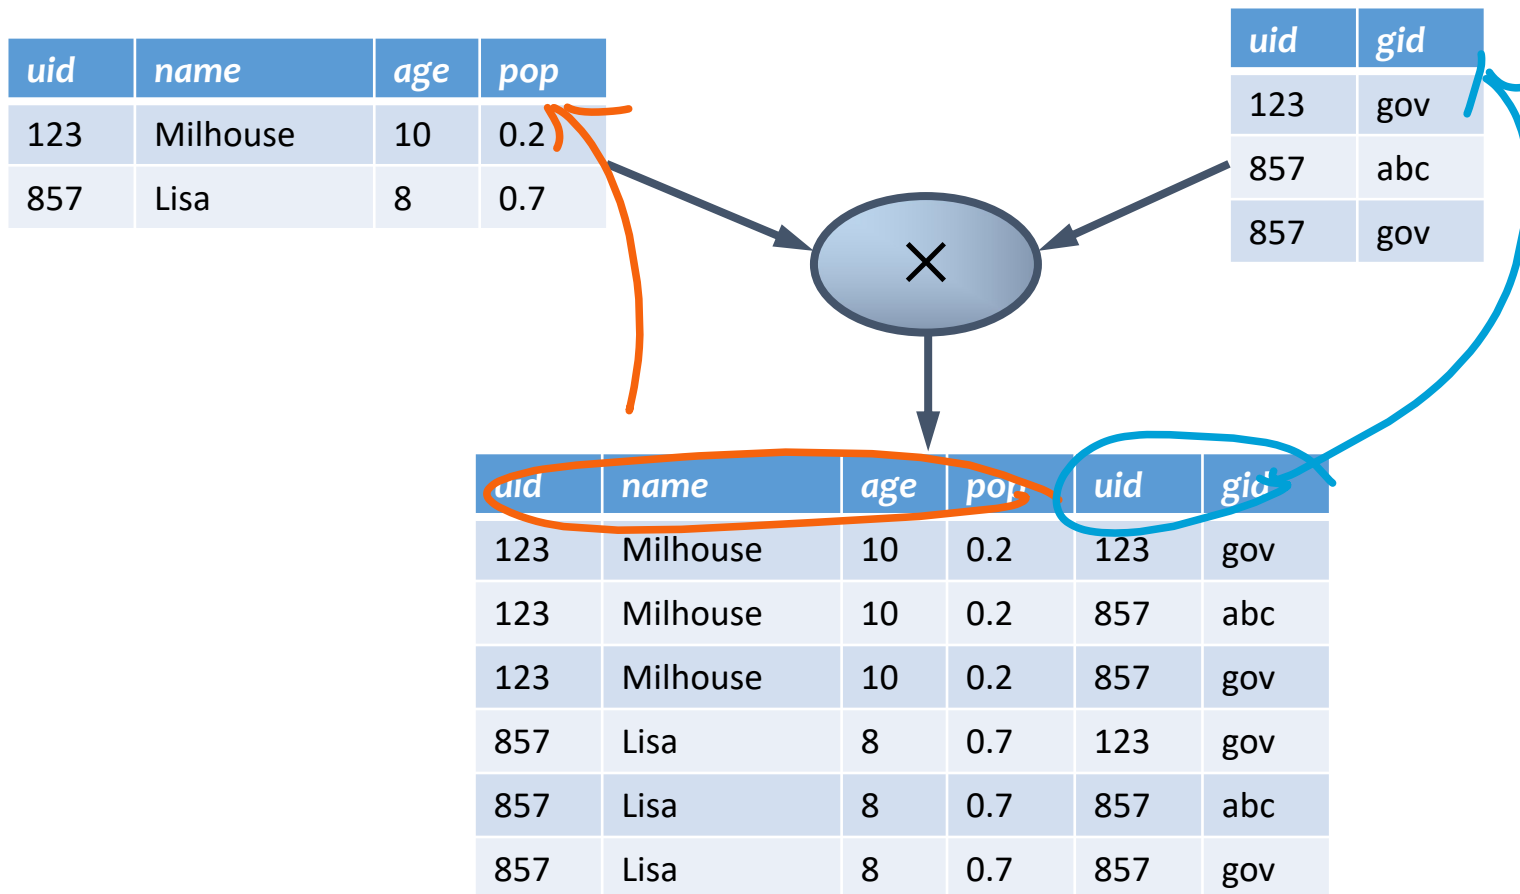 uid name age pop
123 Milhouse 10 0.2
857 Lisa 8 0.7
uid gid
123 gov
857 abc
857 gov
×
uid name age pop uid gid
123 Milhouse 10 0.2 123 gov
123 Milhouse 10 0.2 857 abc
123 Milhouse 10 0.2 857 gov
857 Lisa 8 0.7 123 gov
857 Lisa 8 0.7 857 abc
857 Lisa 8 0.7 857 gov